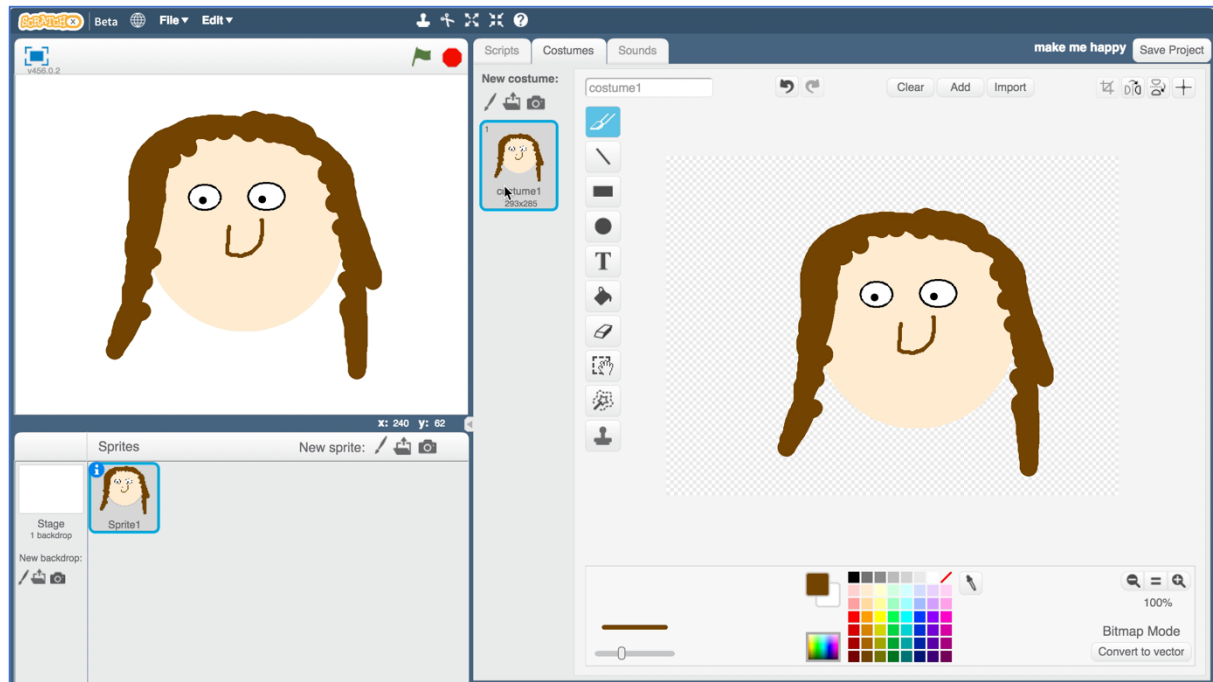 SCRATCHX Beta File Edit
v456.0.2
Scripts Costumes Sounds make me happy Save Project
New costume:
costume1 Clear Add Import
1
costume1
293x285
T
x: 240 y: 62
Sprites New sprite:
Stage
1 backdrop
New backdrop:
Sprite1
100%
Bitmap Mode
Convert to vector